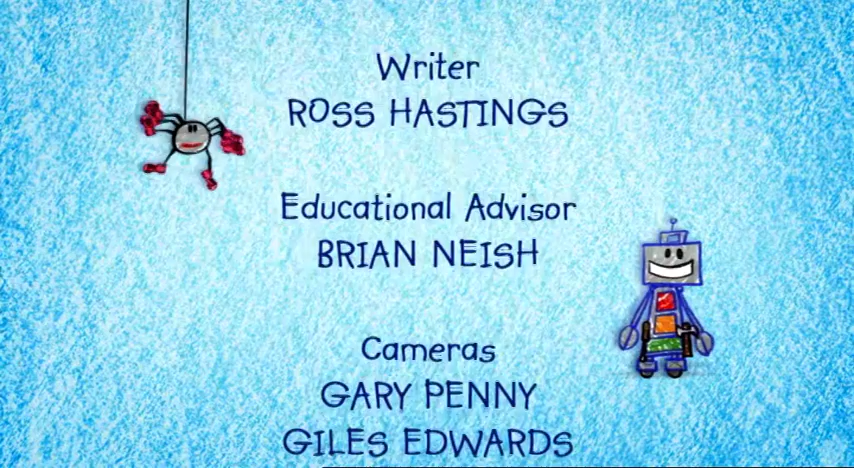 Writer
ROSS HASTINGS
Educational Advisor
BRIAN NEISH
Cameras
GARY PENNY
GILES EDWARDS